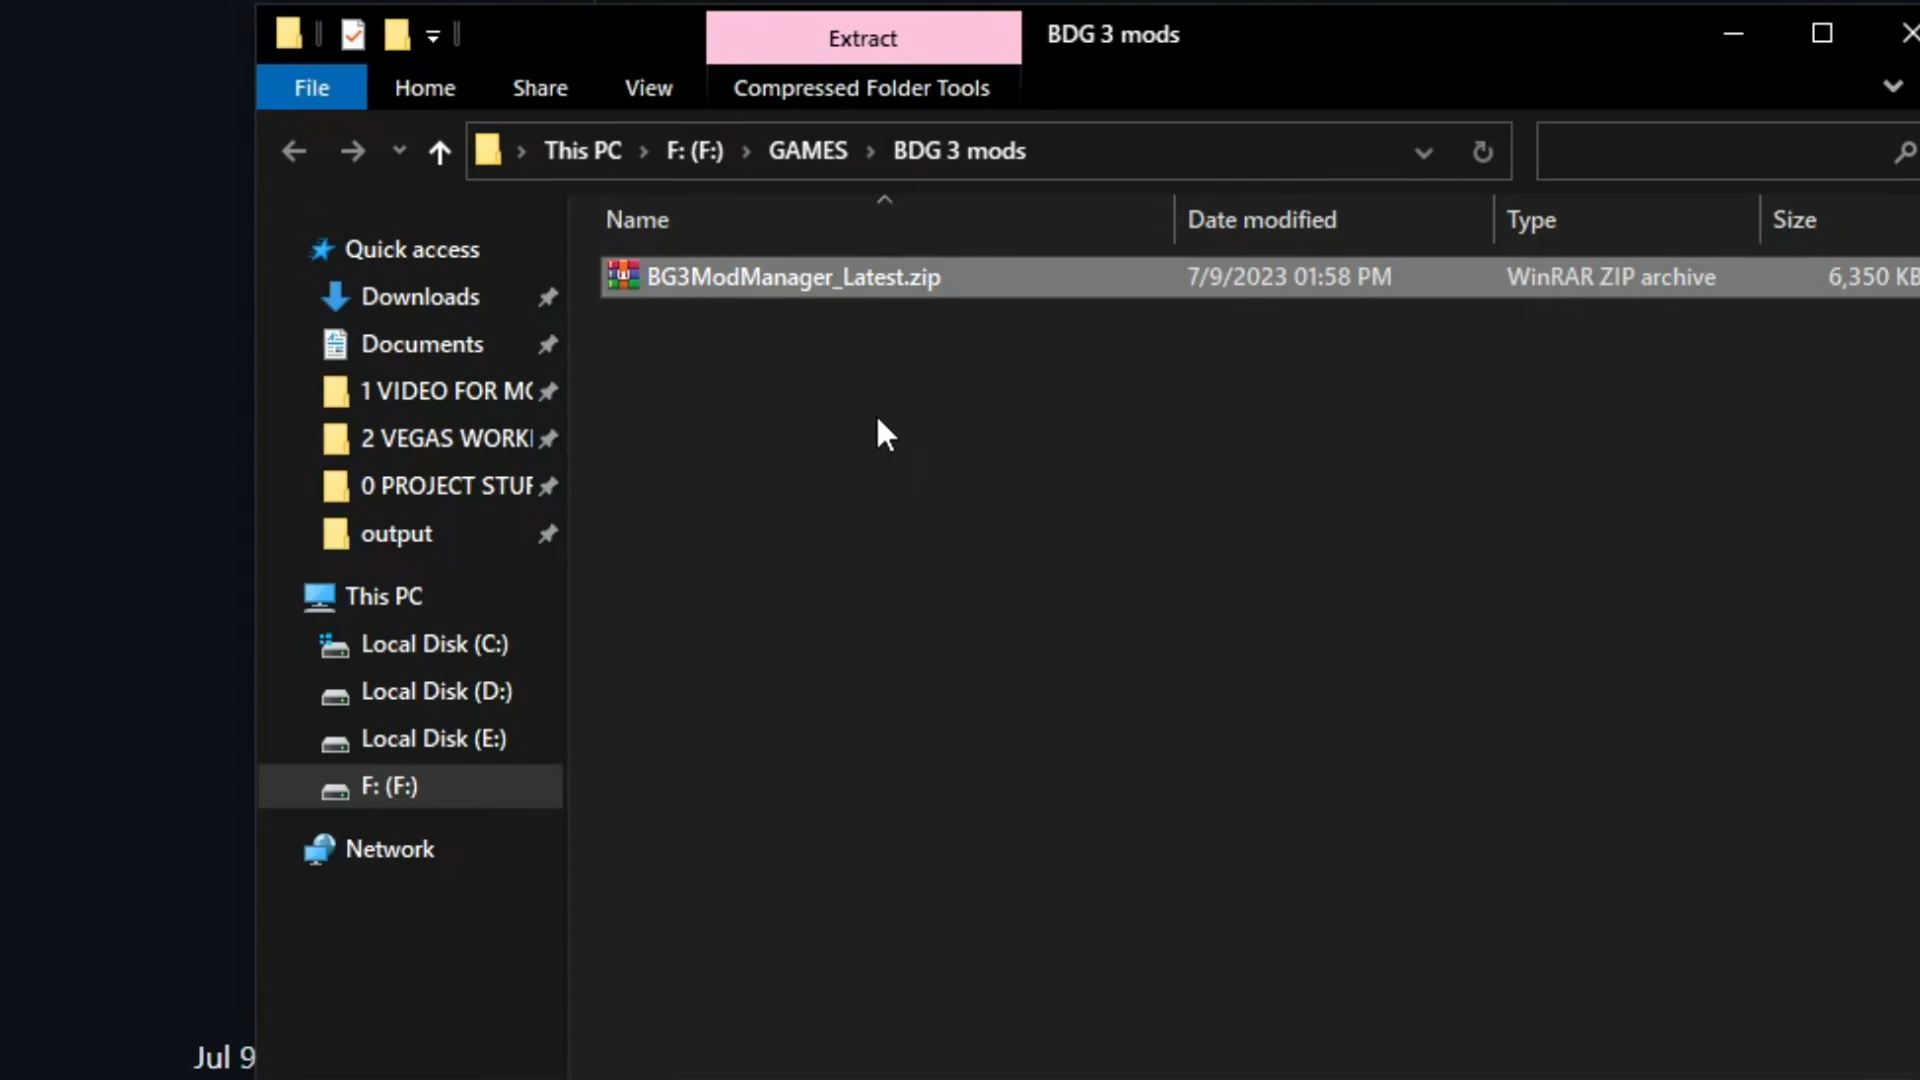 Extract
BDG 3 mods
File
Home
Share
View
Compressed Folder Tools
This PC
F: (F:)
GAMES
BDG 3 mods
Name
Date modified
Type
Size
BG3ModManager_Latest.zip
7/9/2023 01:58 PM
WinRAR ZIP archive
6,350 KB
Quick access
Downloads
Documents
1 VIDEO FOR
2 VEGAS
0 PROJECT
output
This PC
Local Disk (C:)
Local Disk (D:)
Local Disk (E:)
F: (F:)
Network
Jul 9